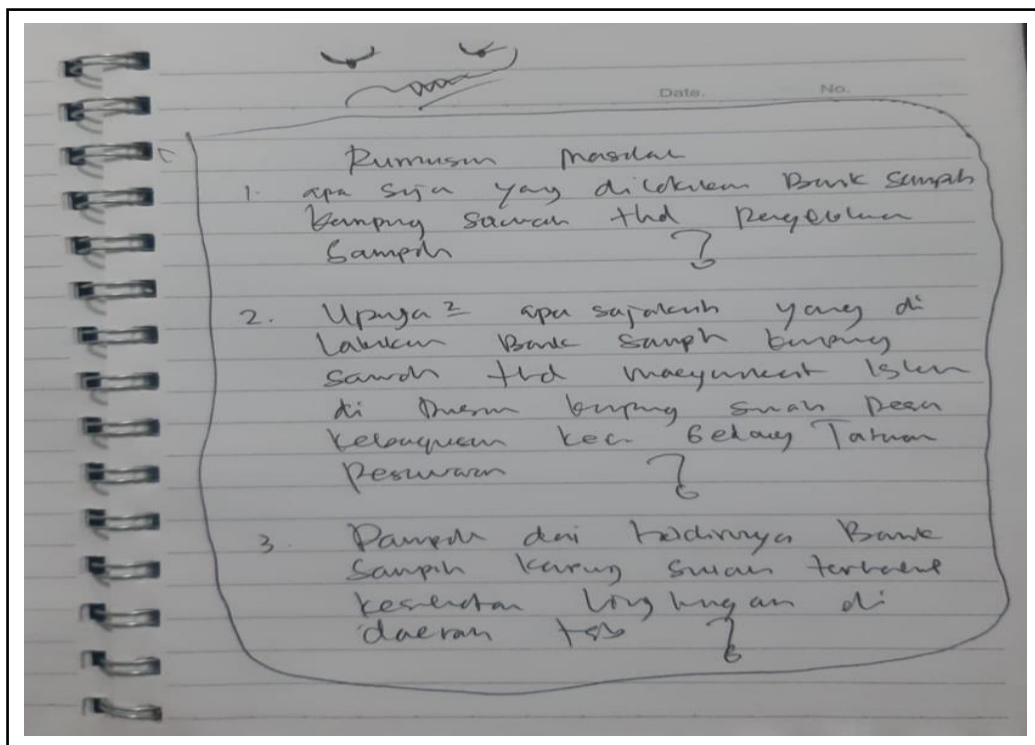 Date. No.
Rumusan Masalah
1. apa saja yang dilakukan Bank Sampah
kampung sawah thd pengelolaan
Sampah ?
2. Upaya2 apa sajakah yang di
lakukan Bank Sampah kampung
sawah thd masyarakat Islam
di Dusun kampung sawah Desa
kec. Gedong Tataan
Pesawaran ?
3. Dampak dari hadirnya Bank
Sampah sawah terhadap
kesehatan lingkungan di
daerah tsb ?